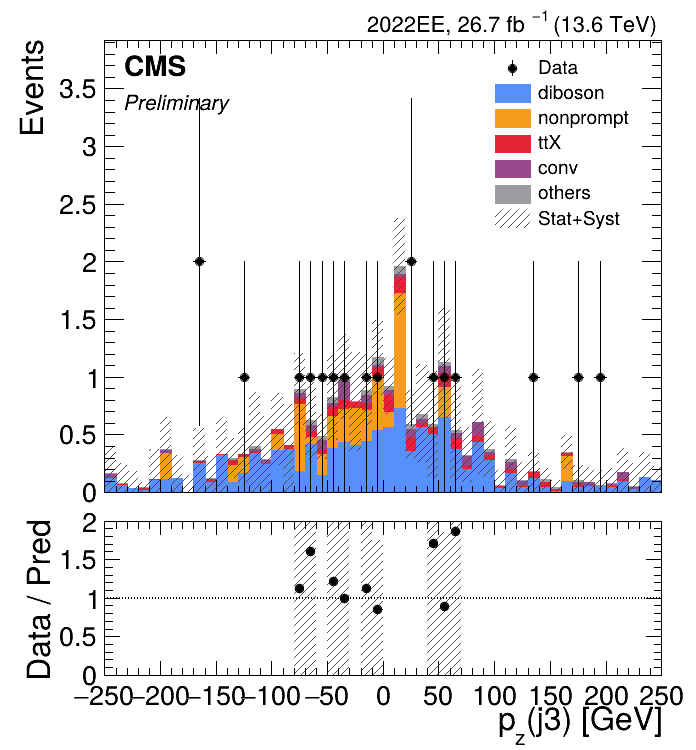 2022EE, 26.7 fb⁻¹ (13.6 TeV)
CMS
Preliminary
Events
Data
diboson
nonprompt
ttX
conv
others
Stat+Syst
3.5
3
2.5
2
1.5
1
0.5
0
Data / Pred
2
1.5
1
0.5
0
−250 −200 −150 −100 −50 0 50 100 150 200 250
p_z(j3) [GeV]